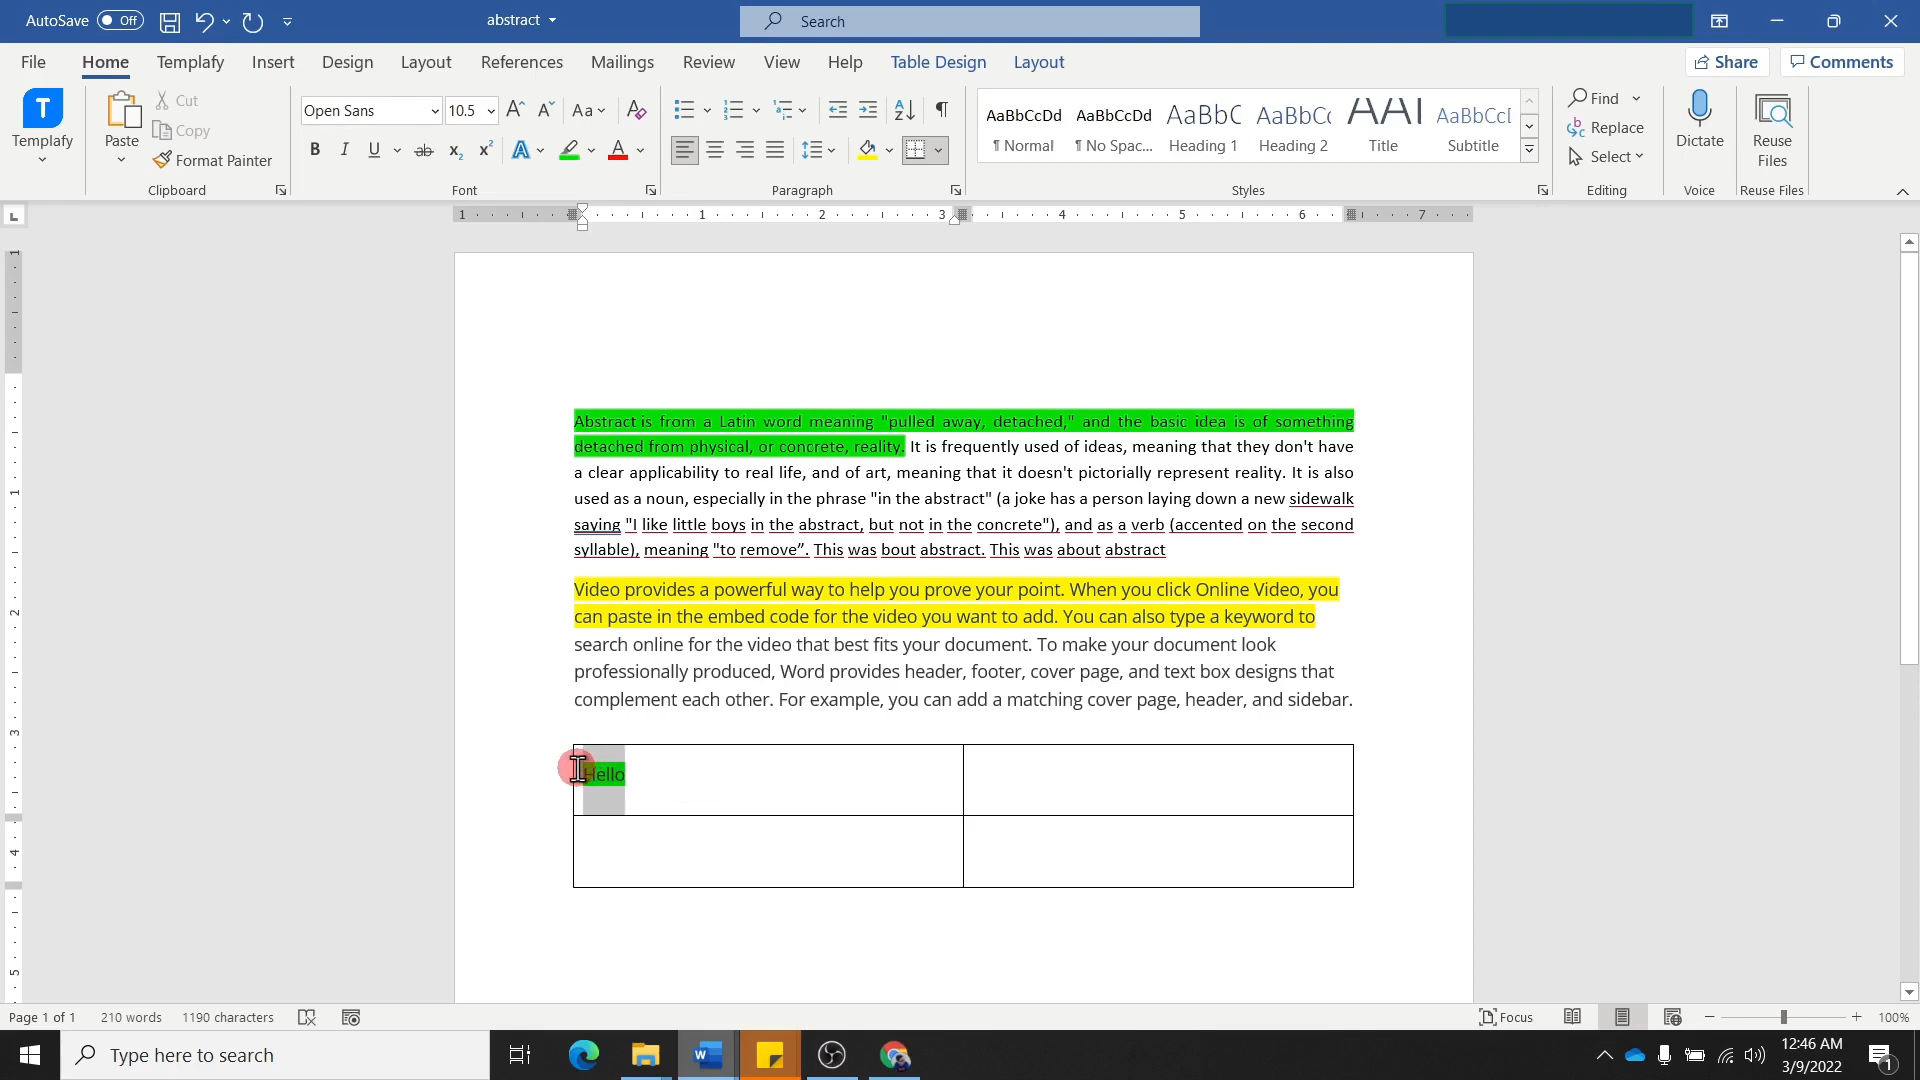 AutoSave Off abstract Search
File Home Templafy Insert Design Layout References Mailings Review View Help Table Design Layout Share Comments
Templafy
Paste
Cut
Copy
Format Painter
Clipboard
Open Sans 10.5
Font
Paragraph
AaBbCcDd AaBbCcDd AaBbC AaBbCc AAI AaBbCcD
¶ Normal ¶ No Spac... Heading 1 Heading 2 Title Subtitle
Styles
Find
Replace
Select
Editing
Dictate
Voice
Reuse
Files
Reuse Files
1 1 2 3 4 5 6 7
Abstract is from a Latin word meaning "pulled away, detached," and the basic idea is of something
detached from physical, or concrete, reality. It is frequently used of ideas, meaning that they don't have
a clear applicability to real life, and of art, meaning that it doesn't pictorially represent reality. It is also
used as a noun, especially in the phrase "in the abstract" (a joke has a person laying down a new sidewalk
saying "I like little boys in the abstract, but not in the concrete"), and as a verb (accented on the second
syllable), meaning "to remove”. This was bout abstract. This was about abstract
Video provides a powerful way to help you prove your point. When you click Online Video, you
can paste in the embed code for the video you want to add. You can also type a keyword to
search online for the video that best fits your document. To make your document look
professionally produced, Word provides header, footer, cover page, and text box designs that
complement each other. For example, you can add a matching cover page, header, and sidebar.
Hello
Page 1 of 1 210 words 1190 characters Focus 100%
Type here to search
12:46 AM
3/9/2022
1